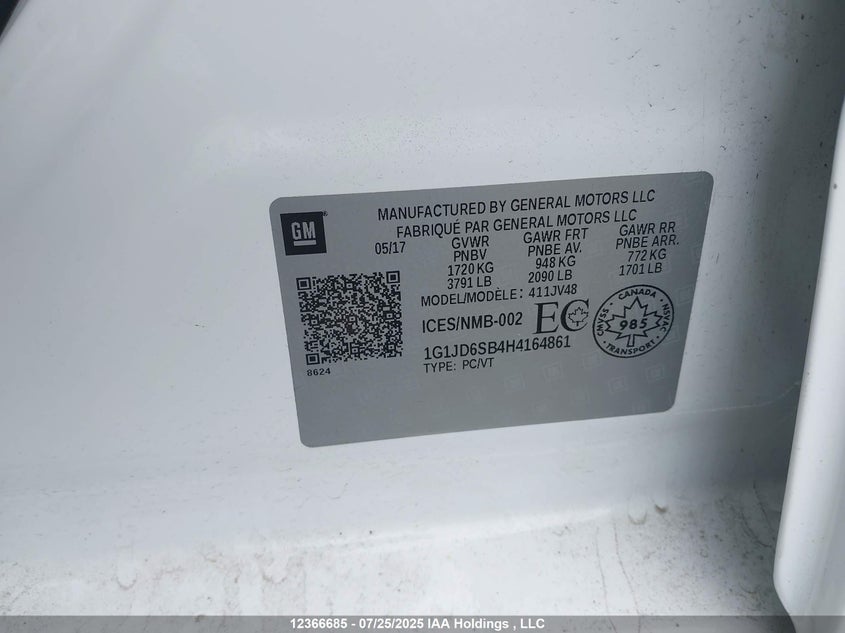 MANUFACTURED BY GENERAL MOTORS LLC
FABRIQUÉ PAR GENERAL MOTORS LLC
GM
05/17 GVWR GAWR FRT GAWR RR
PNBV PNBE AV. PNBE ARR.
1720 KG 948 KG 772 KG
3791 LB 2090 LB 1701 LB
MODEL/MODÈLE: 411JV48
ICES/NMB-002 EC
CANADA
985
NSVAC
SVNMC
1G1JD6SB4H4164861
TYPE: PC/VT
8624
12366685 - 07/25/2025 IAA Holdings , LLC